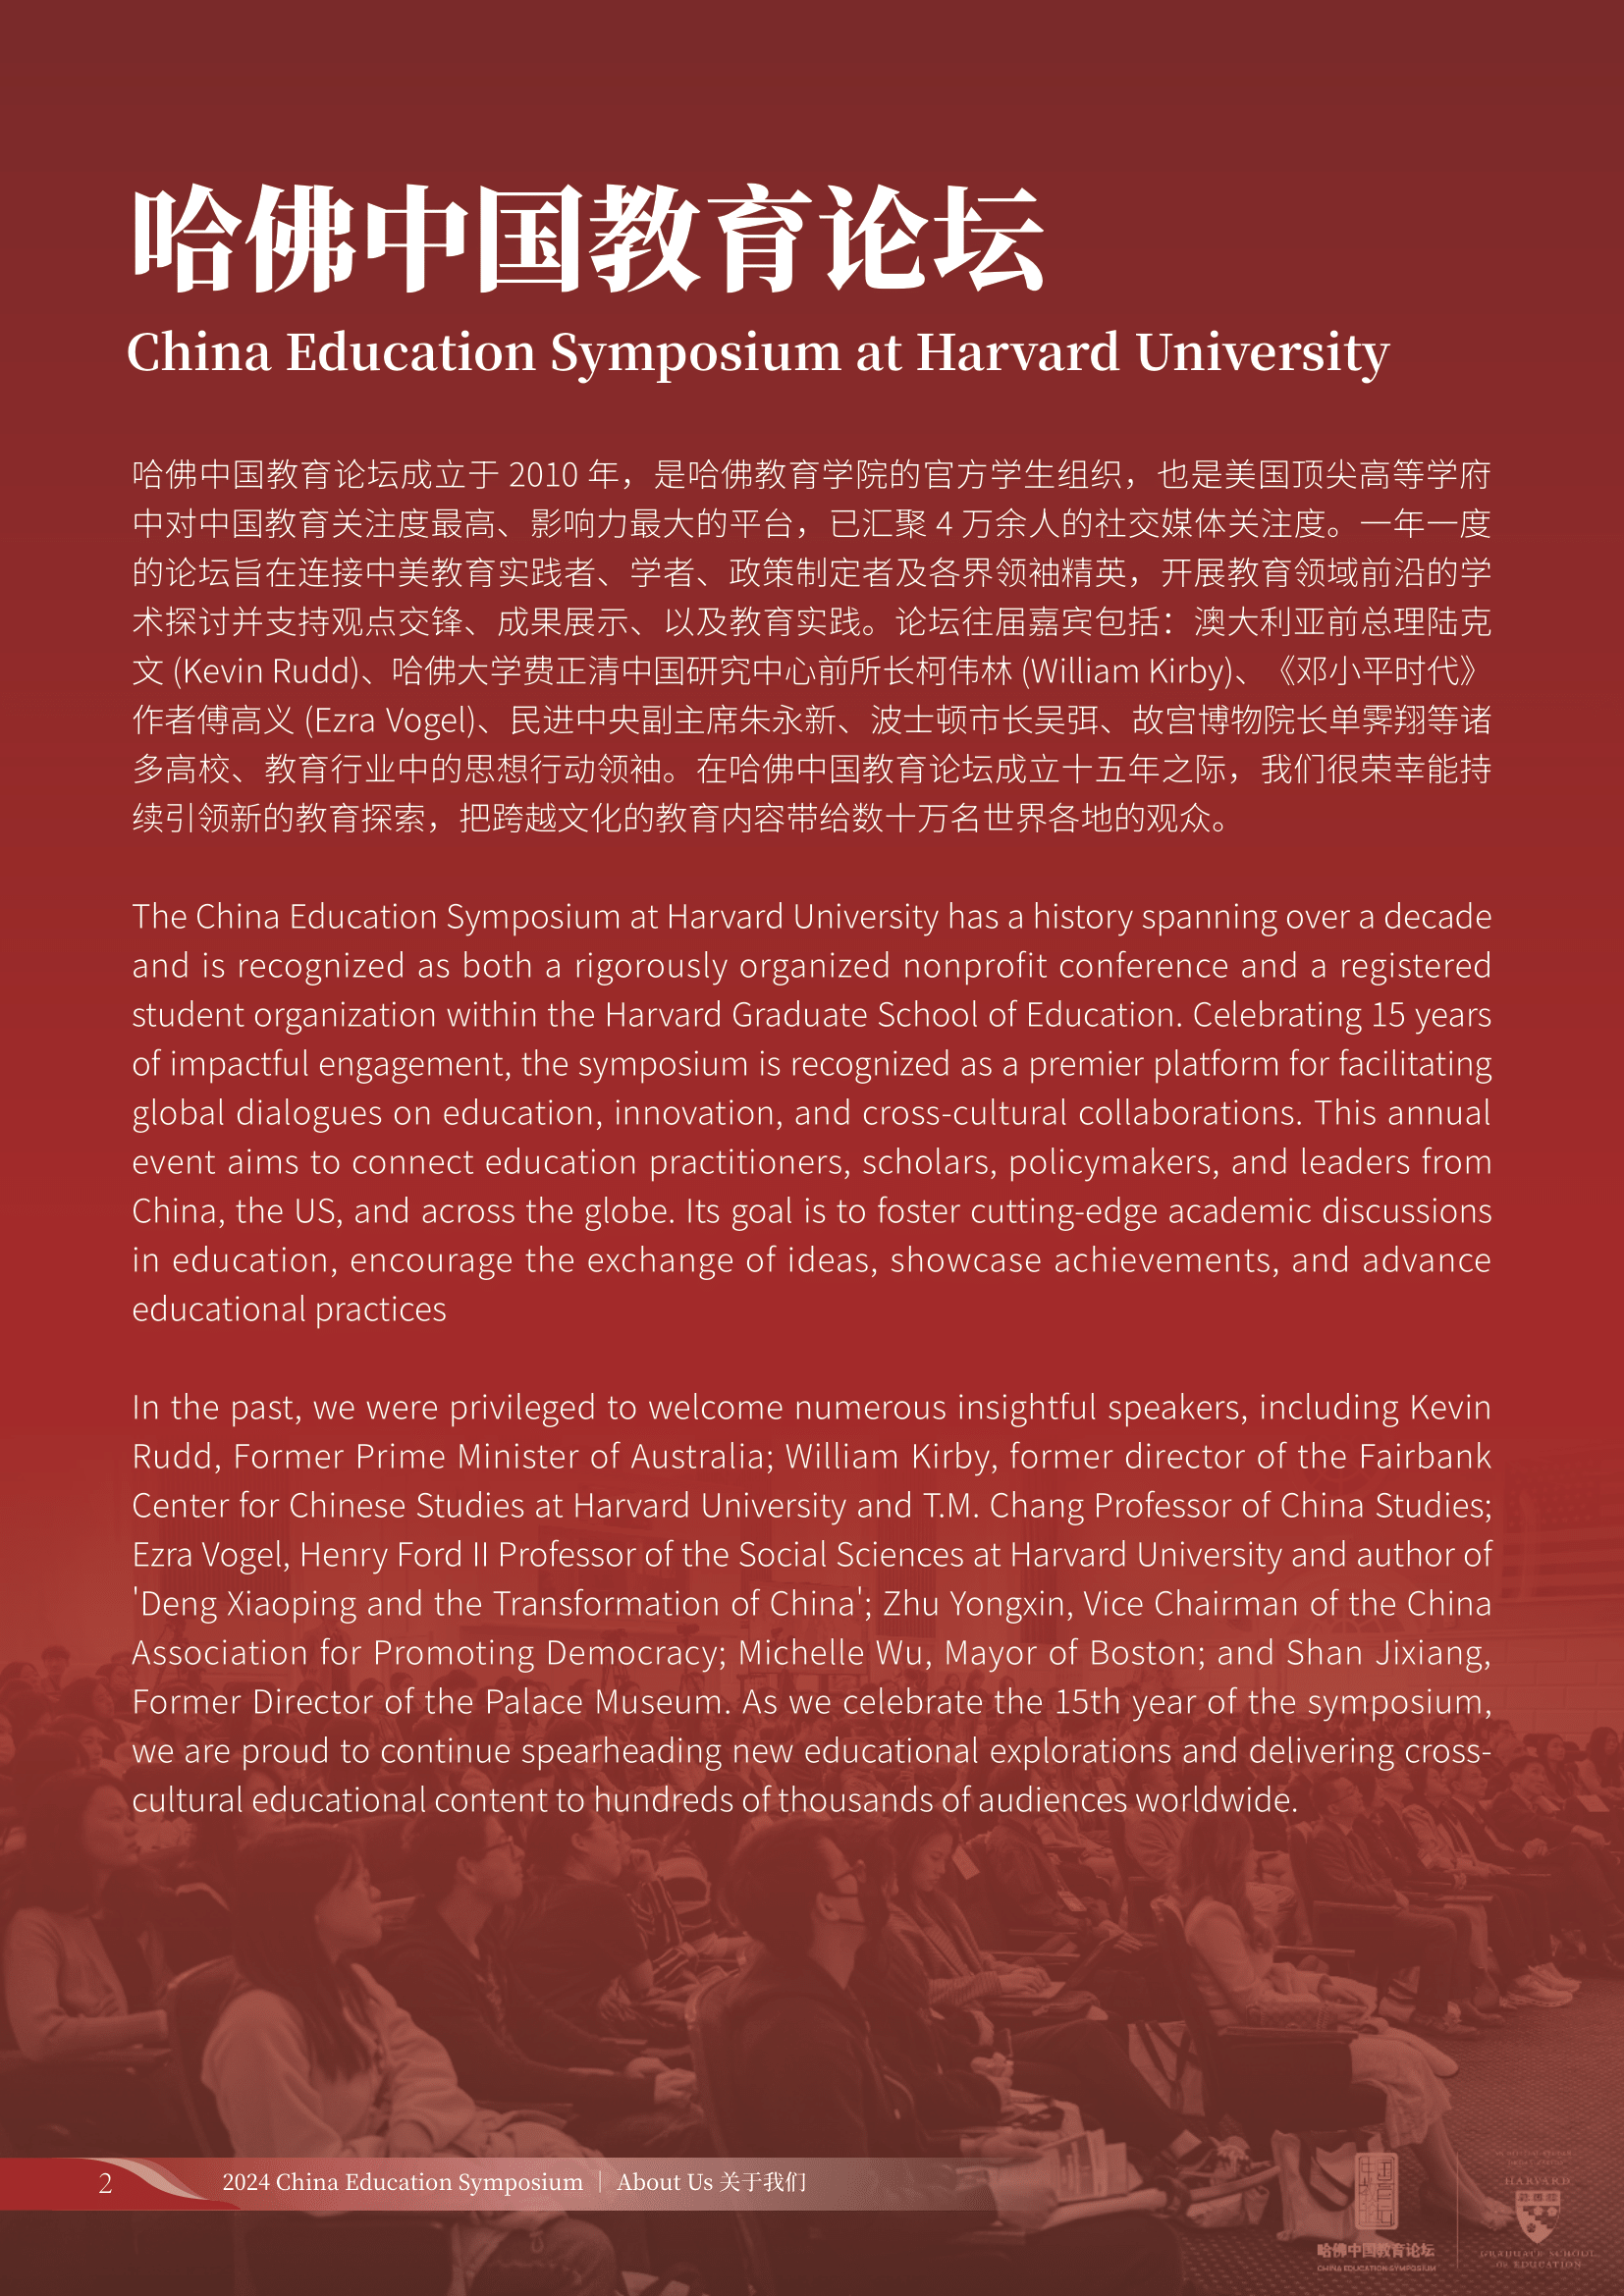 哈佛中国教育论坛
China Education Symposium at Harvard University
哈佛中国教育论坛成立于 2010 年，是哈佛教育学院的官方学生组织，也是美国顶尖高等学府
中对中国教育关注度最高、影响力最大的平台，已汇聚 4 万余人的社交媒体关注度。一年一度
的论坛旨在连接中美教育实践者、学者、政策制定者及各界领袖精英，开展教育领域前沿的学
术探讨并支持观点交锋、成果展示、以及教育实践。论坛往届嘉宾包括：澳大利亚前总理陆克
文 (Kevin Rudd)、哈佛大学费正清中国研究中心前所长柯伟林 (William Kirby)、《邓小平时代》
作者傅高义 (Ezra Vogel)、民进中央副主席朱永新、波士顿市长吴弭、故宫博物院长单霁翔等诸
多高校、教育行业中的思想行动领袖。在哈佛中国教育论坛成立十五年之际，我们很荣幸能持
续引领新的教育探索，把跨越文化的教育内容带给数十万名世界各地的观众。
The China Education Symposium at Harvard University has a history spanning over a decade
and is recognized as both a rigorously organized nonprofit conference and a registered
student organization within the Harvard Graduate School of Education. Celebrating 15 years
of impactful engagement, the symposium is recognized as a premier platform for facilitating
global dialogues on education, innovation, and cross-cultural collaborations. This annual
event aims to connect education practitioners, scholars, policymakers, and leaders from
China, the US, and across the globe. Its goal is to foster cutting-edge academic discussions
in education, encourage the exchange of ideas, showcase achievements, and advance
educational practices
In the past, we were privileged to welcome numerous insightful speakers, including Kevin
Rudd, Former Prime Minister of Australia; William Kirby, former director of the Fairbank
Center for Chinese Studies at Harvard University and T.M. Chang Professor of China Studies;
Ezra Vogel, Henry Ford II Professor of the Social Sciences at Harvard University and author of
'Deng Xiaoping and the Transformation of China'; Zhu Yongxin, Vice Chairman of the China
Association for Promoting Democracy; Michelle Wu, Mayor of Boston; and Shan Jixiang,
Former Director of the Palace Museum. As we celebrate the 15th year of the symposium,
we are proud to continue spearheading new educational explorations and delivering cross-
cultural educational content to hundreds of thousands of audiences worldwide.
2
2024 China Education Symposium | About Us 关于我们
哈佛中国教育论坛
CHINA EDUCATION SYMPOSIUM
HARVARD
GRADUATE SCHOOL
OF EDUCATION